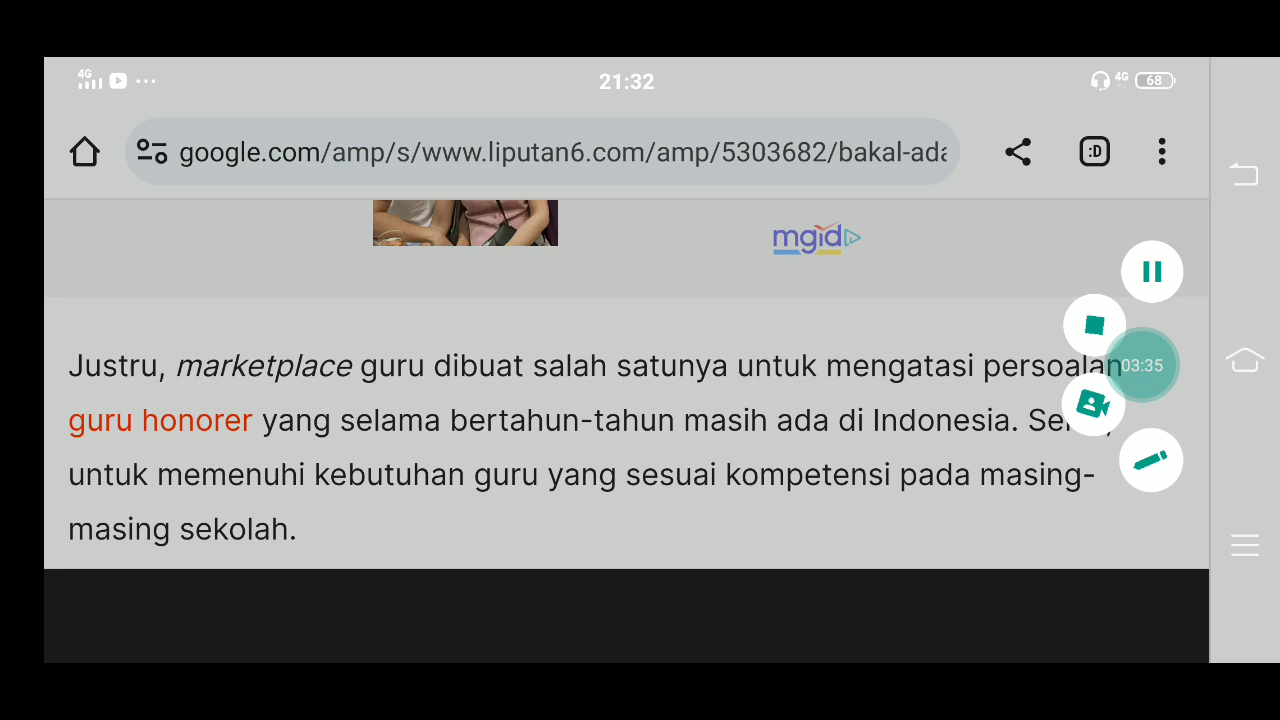 4G 21:32 4G 68
google.com/amp/s/www.liputan6.com/amp/5303682/bakal-ada
:D
mgid
Justru, marketplace guru dibuat salah satunya untuk mengatasi persoalan
03:35
guru honorer yang selama bertahun-tahun masih ada di Indonesia.
untuk memenuhi kebutuhan guru yang sesuai kompetensi pada masing-
masing sekolah.